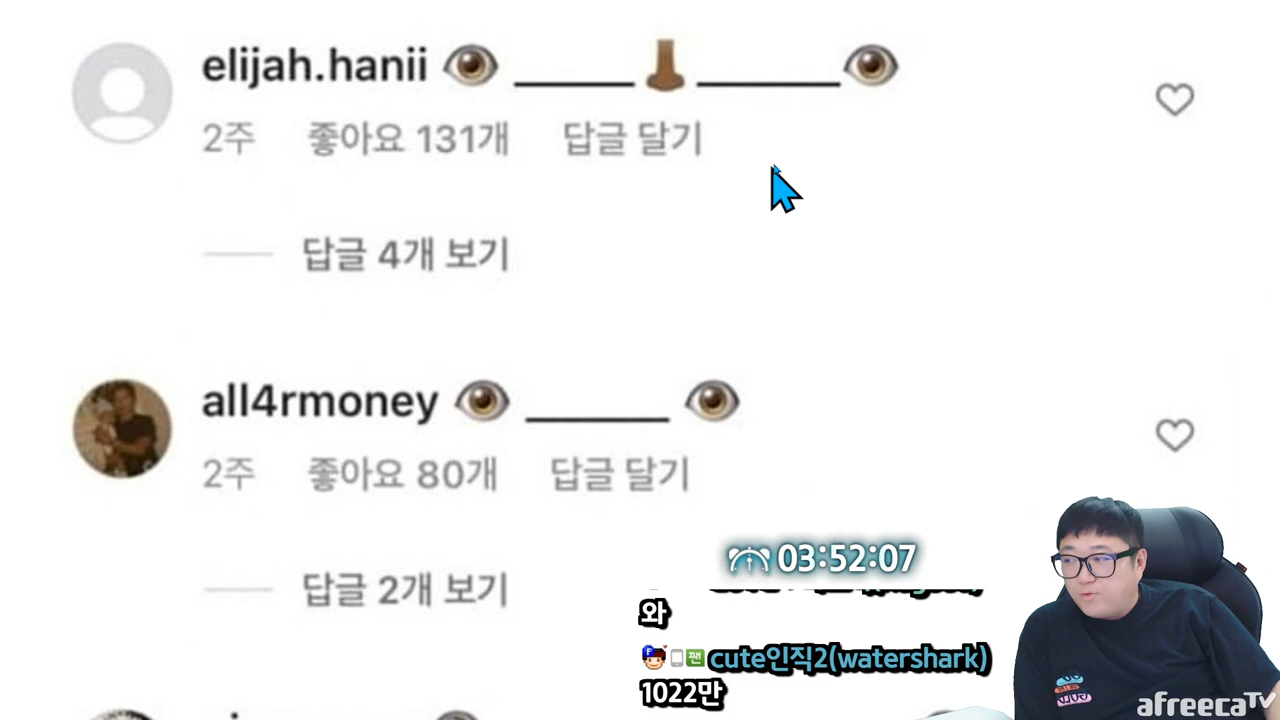 elijah.hanii 👁️ ______👃🏾______👁️
2주 좋아요 131개 답글 달기
답글 4개 보기
all4rmoney 👁️ ______ 👁️
2주 좋아요 80개 답글 달기
답글 2개 보기
03:52:07
와
cute인직2(watershark)
1022만
afreecaTV